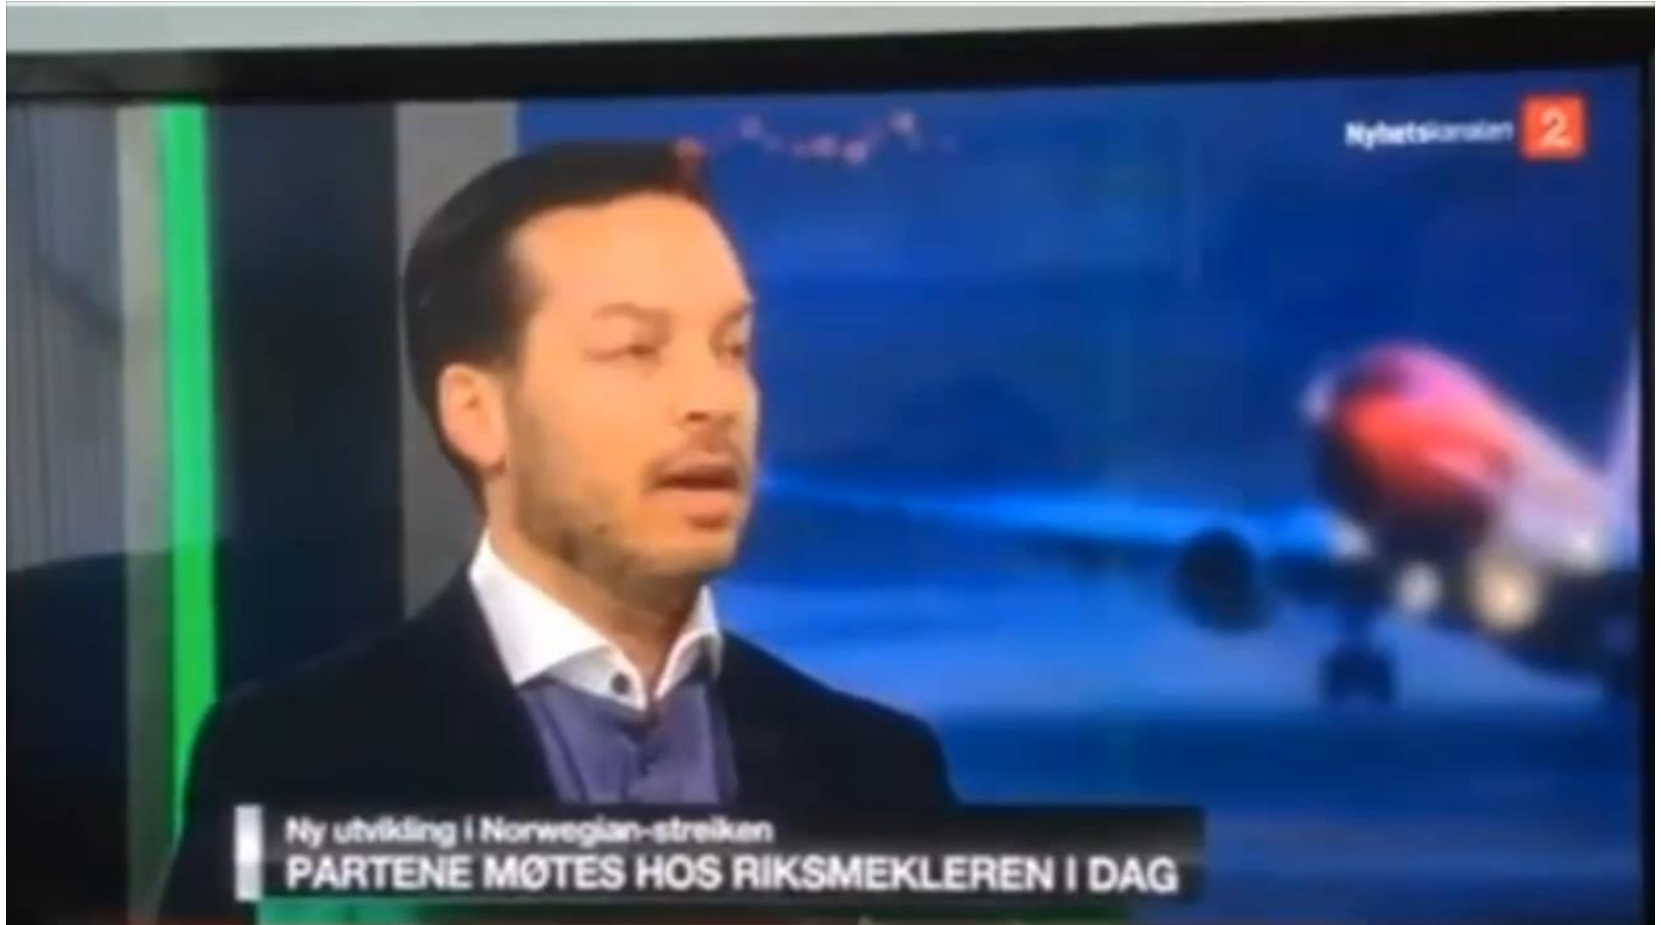 Nyhetskanalen 2
Ny utvikling i Norwegian-streiken
PARTENE MØTES HOS RIKSMEKLEREN I DAG